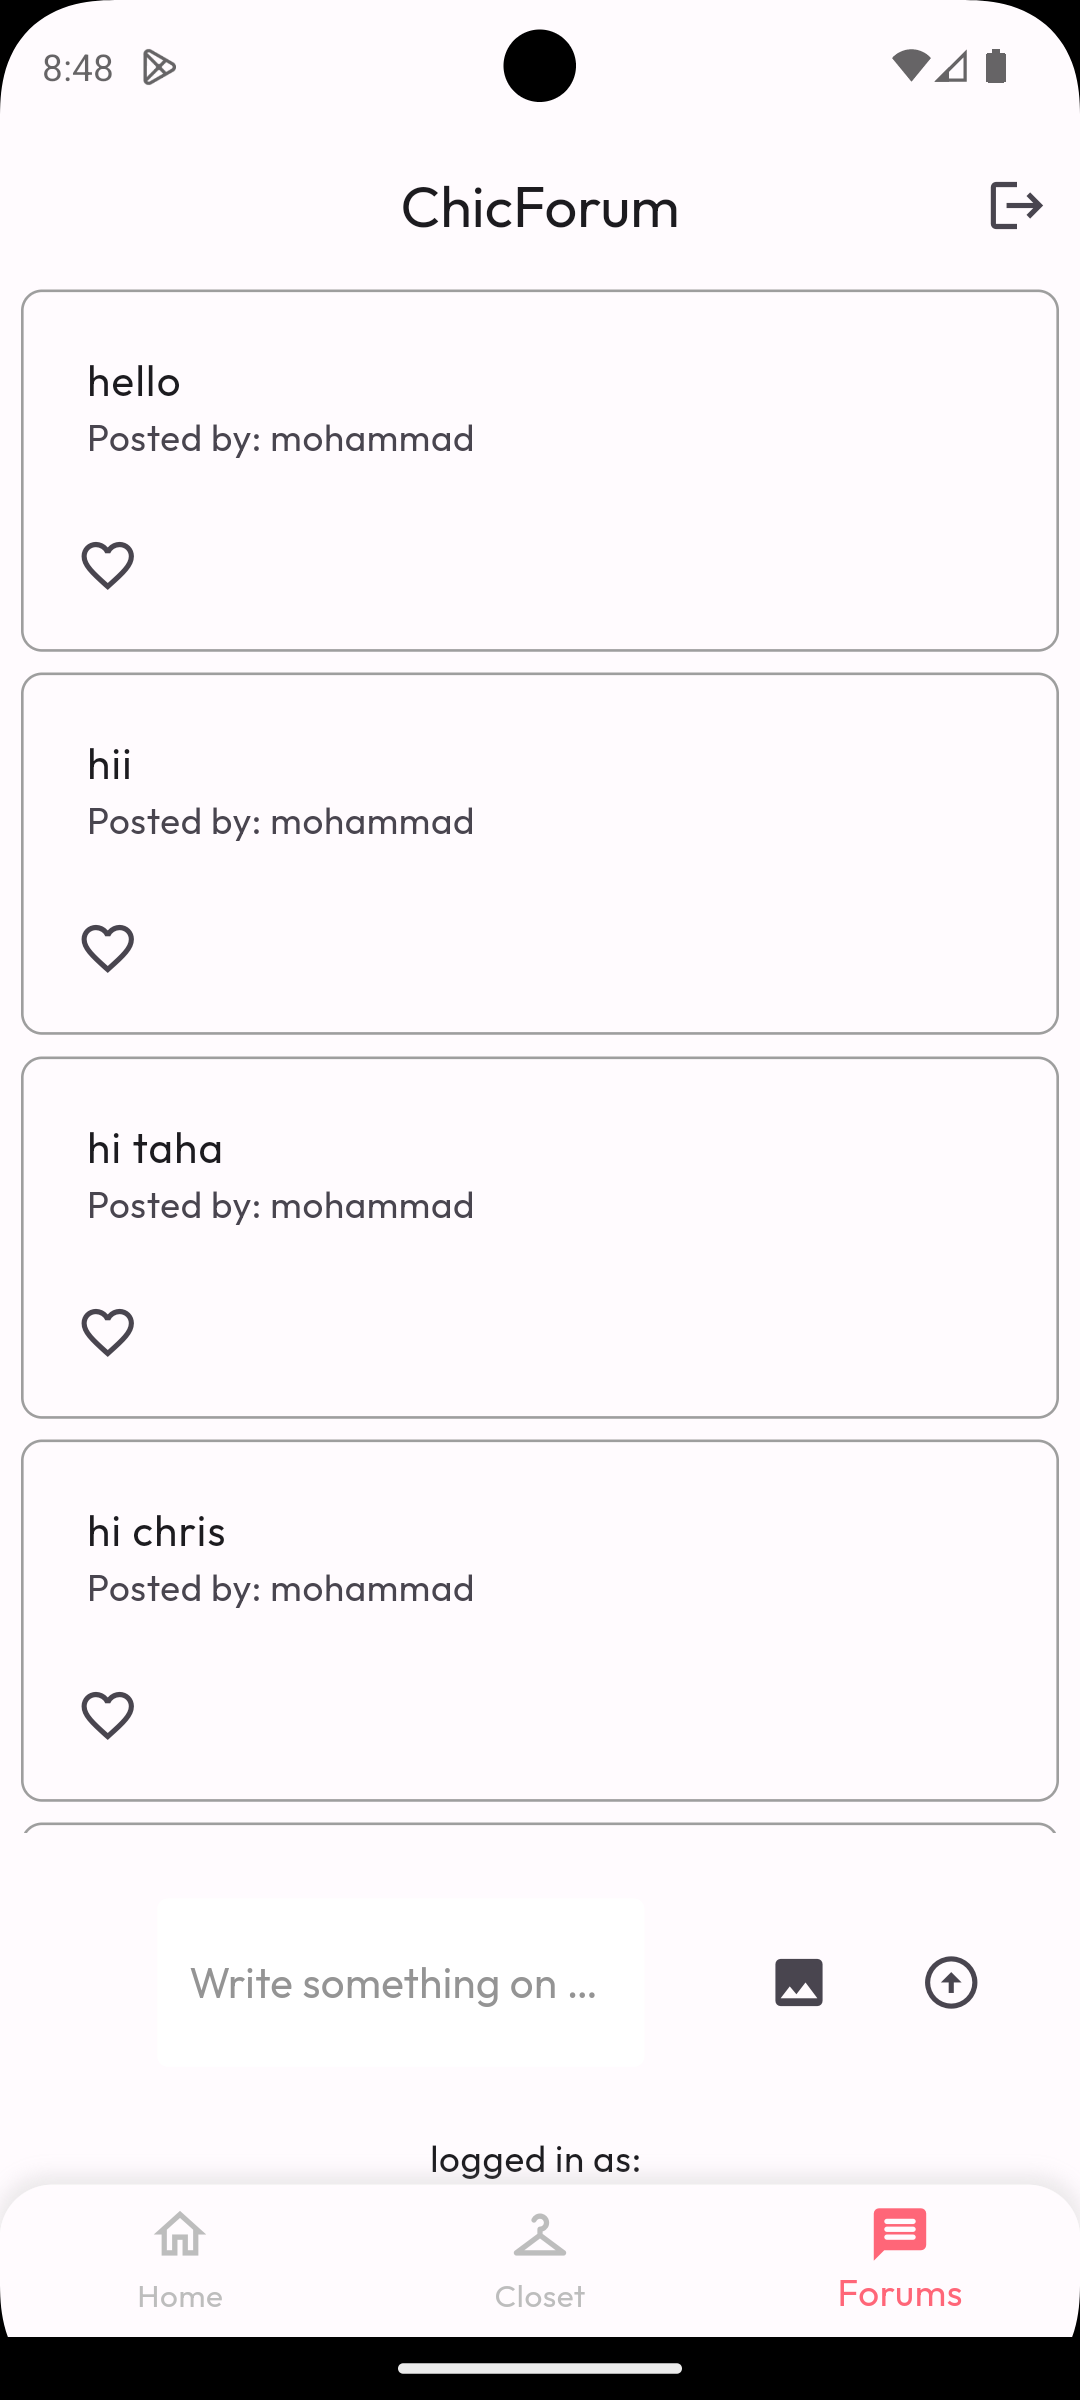 8:48
ChicForum
hello
Posted by: mohammad
hii
Posted by: mohammad
hi taha
Posted by: mohammad
hi chris
Posted by: mohammad
Write something on ...
logged in as:
Home
Closet
Forums